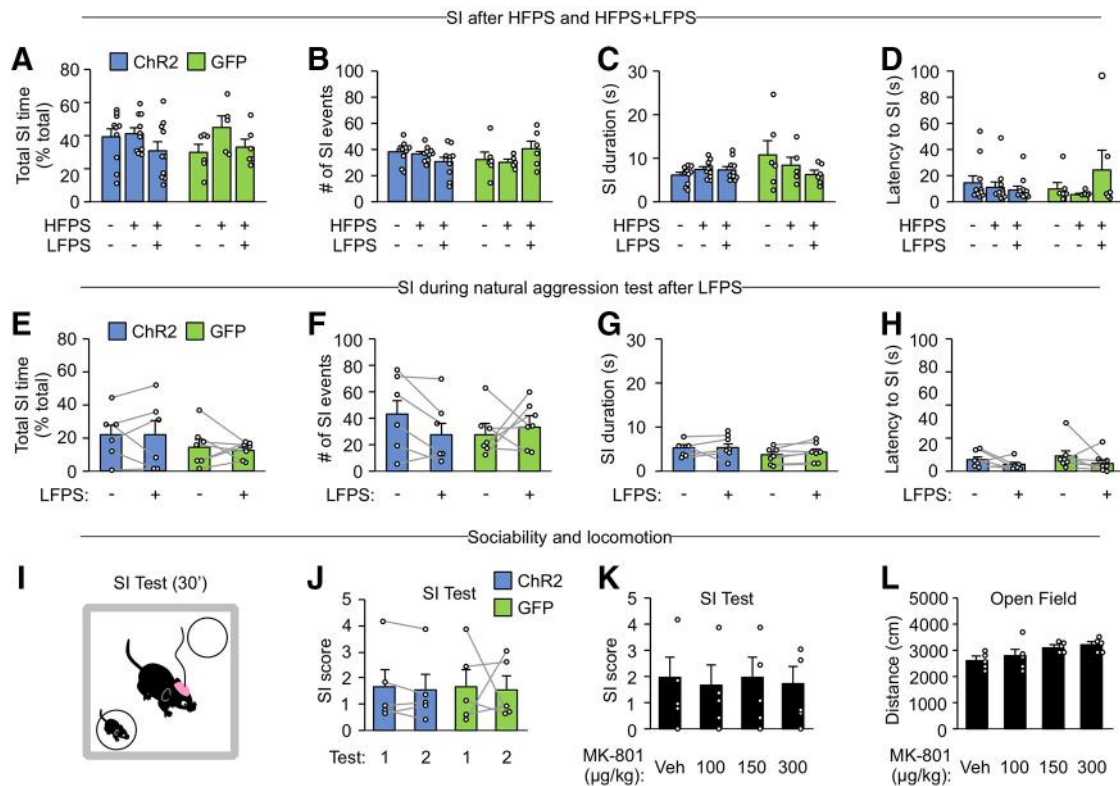 SI after HFPS and HFPS+LFPS
A
ChR2
GFP
Total SI time
(% total)
80
60
40
20
0
HFPS - + + - + +
LFPS + +
B
# of SI events
100
80
60
40
20
0
HFPS - + + - + +
LFPS - - + - - +
C
SI duration (s)
30
20
10
0
HFPS - + + - + +
LFPS - - + - - +
D
Latency to SI (s)
100
80
60
40
20
0
HFPS - + + - + +
LFPS - - + - - +
SI during natural aggression test after LFPS
E
ChR2
GFP
Total SI time
(% total)
80
60
40
20
0
LFPS: - + - +
F
# of SI events
100
80
60
40
20
0
LFPS: - + - +
G
SI duration (s)
30
20
10
0
LFPS: - + - +
H
Latency to SI (s)
100
80
60
40
20
0
LFPS: - + - +
Sociability and locomotion
I
SI Test (30')
J
SI Test
ChR2
GFP
SI score
5
4
3
2
1
0
Test: 1 2 1 2
K
SI Test
SI score
5
4
3
2
1
0
MK-801
(µg/kg): Veh 100 150 300
L
Open Field
Distance (cm)
5000
6000
3000
2000
1000
0
MK-801
(µg/kg): Veh 100 150 300